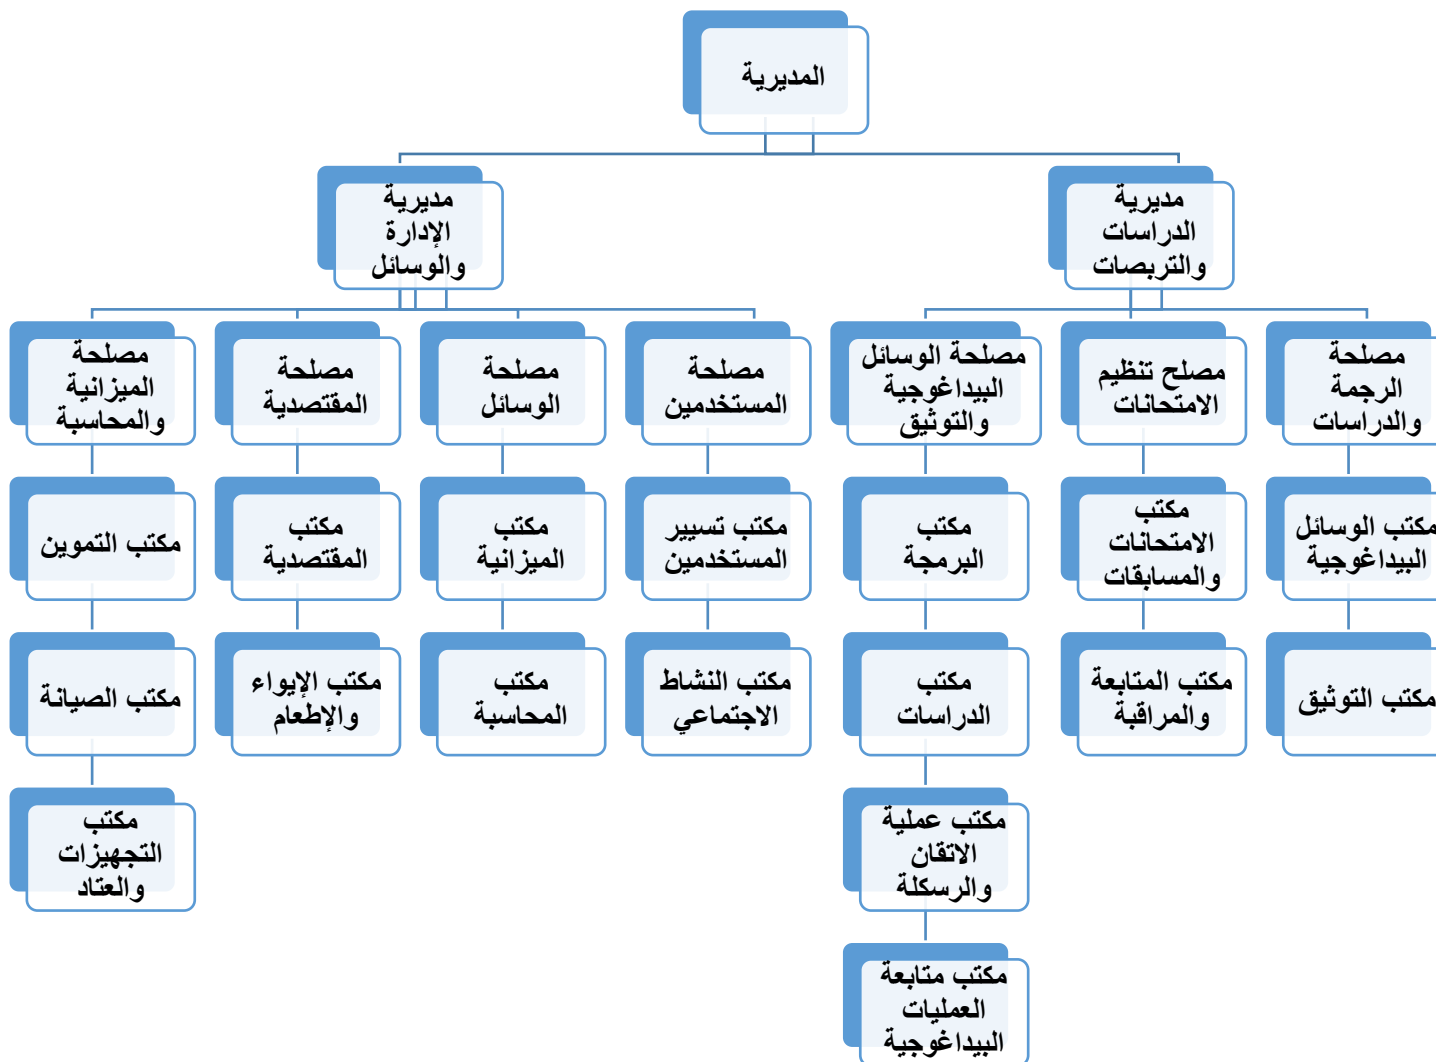 المديرية
مديرية
الدراسات
والتربصات
مديرية
الإدارة
والوسائل
مصلحة
الرجمة
والدراسات
مصلح تنظيم
الامتحانات
مصلحة الوسائل
البيداغوجية
والتوثيق
مصلحة
المستخدمين
مصلحة
الوسائل
مصلحة
المقتصدية
مصلحة
الميزانية
والمحاسبة
مكتب الوسائل
البيداغوجية
مكتب
الامتحانات
والمسابقات
مكتب
البرمجة
مكتب تسيير
المستخدمين
مكتب
الميزانية
مكتب
المقتصدية
مكتب التموين
مكتب التوثيق
مكتب المتابعة
والمراقبة
مكتب
الدراسات
مكتب النشاط
الاجتماعي
مكتب
المحاسبة
مكتب الإيواء
والإطعام
مكتب الصيانة
مكتب عملية
الاتقان
والرسكلة
مكتب
التجهيزات
والعتاد
مكتب متابعة
العمليات
البيداغوجية